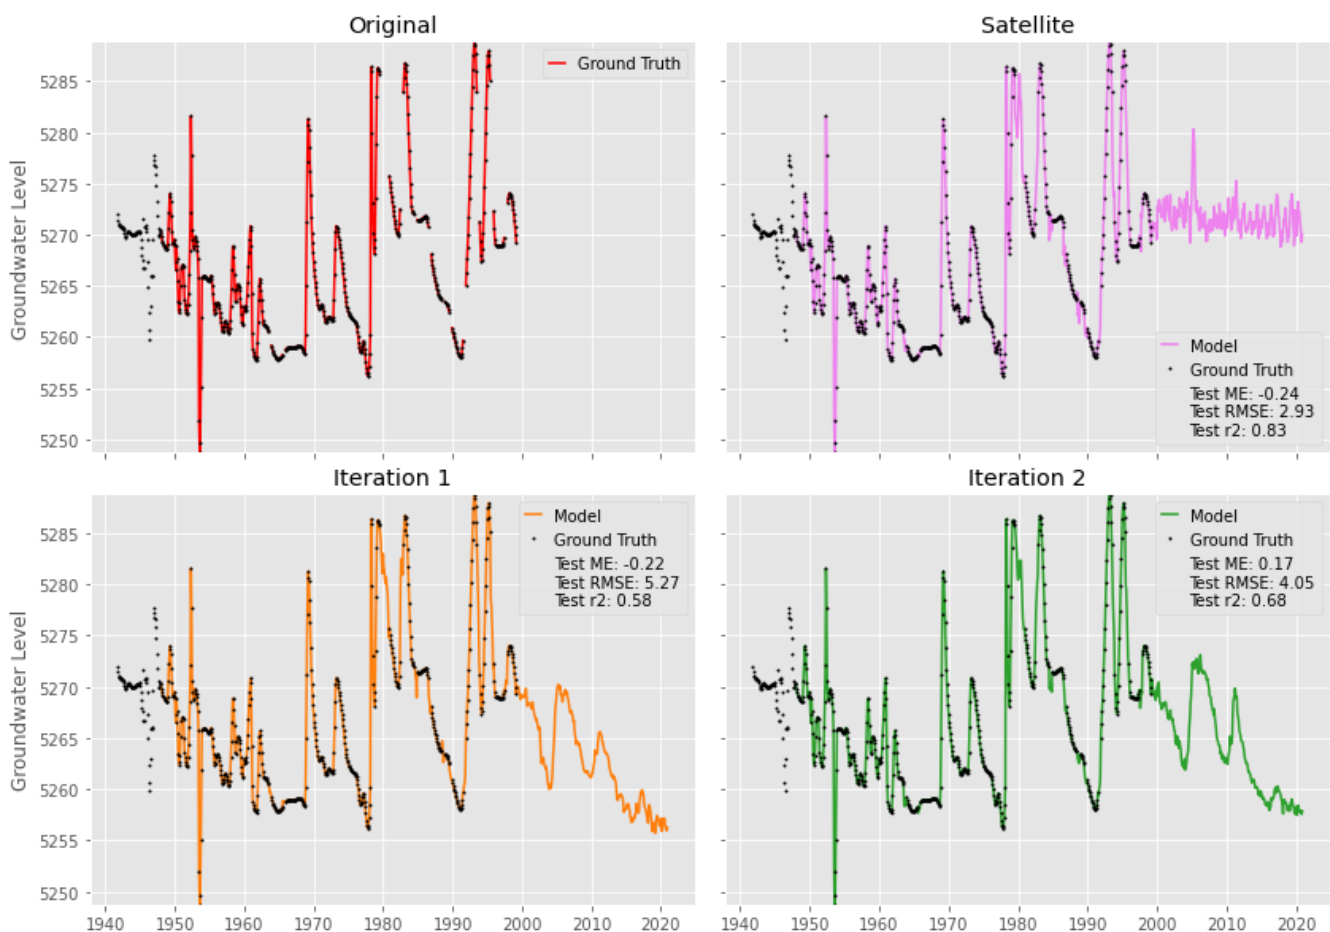 Original
Satellite
Groundwater Level
5285
5280
5275
5270
5265
5260
5255
5250
Ground Truth
Model
Ground Truth
Test ME: -0.24
Test RMSE: 2.93
Test r2: 0.83
Iteration 1
Iteration 2
Groundwater Level
5285
5280
5275
5270
5265
5260
5255
5250
Model
Ground Truth
Test ME: -0.22
Test RMSE: 5.27
Test r2: 0.58
Model
Ground Truth
Test ME: 0.17
Test RMSE: 4.05
Test r2: 0.68
1940 1950 1960 1970 1980 1990 2000 2010 2020
1940 1950 1960 1970 1980 1990 2000 2010 2020